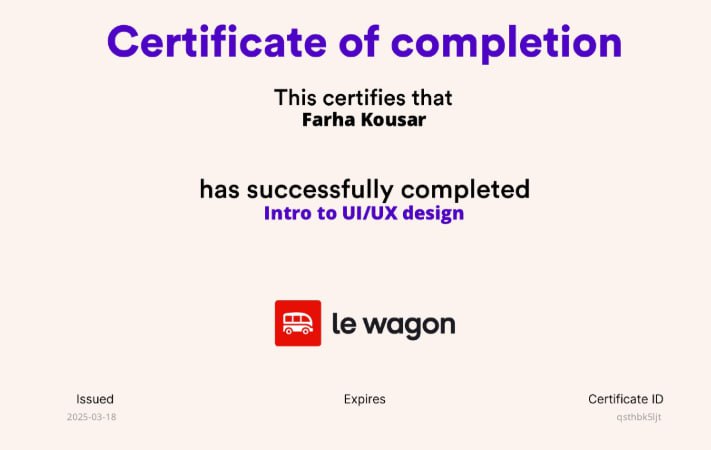 Certificate of completion
This certifies that
Farha Kousar
has successfully completed
Intro to UI/UX design
le wagon
Issued
Expires
Certificate ID
2025-03-18
qsthbk5ljt